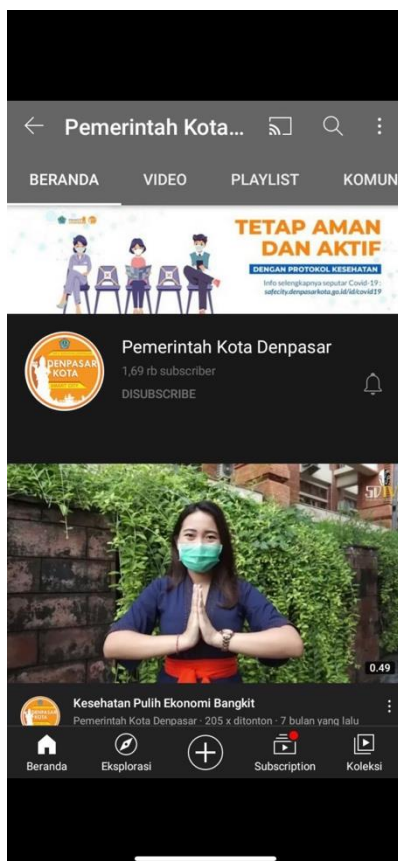 Pemerintah Kota...
BERANDA VIDEO PLAYLIST KOMUN
TETAP AMAN
DAN AKTIF
DENGAN PROTOKOL KESEHATAN
Info selengkapnya seputar Covid-19:
safecity.denpasarkota.go.id/id/covid19
DENPASAR
KOTA
Pemerintah Kota Denpasar
1,69 rb subscriber
DISUBSCRIBE
0.49
Kesehatan Pulih Ekonomi Bangkit
Pemerintah Kota Denpasar · 205 x ditonton · 7 bulan yang lalu
Beranda Eksplorasi Subscription Koleksi